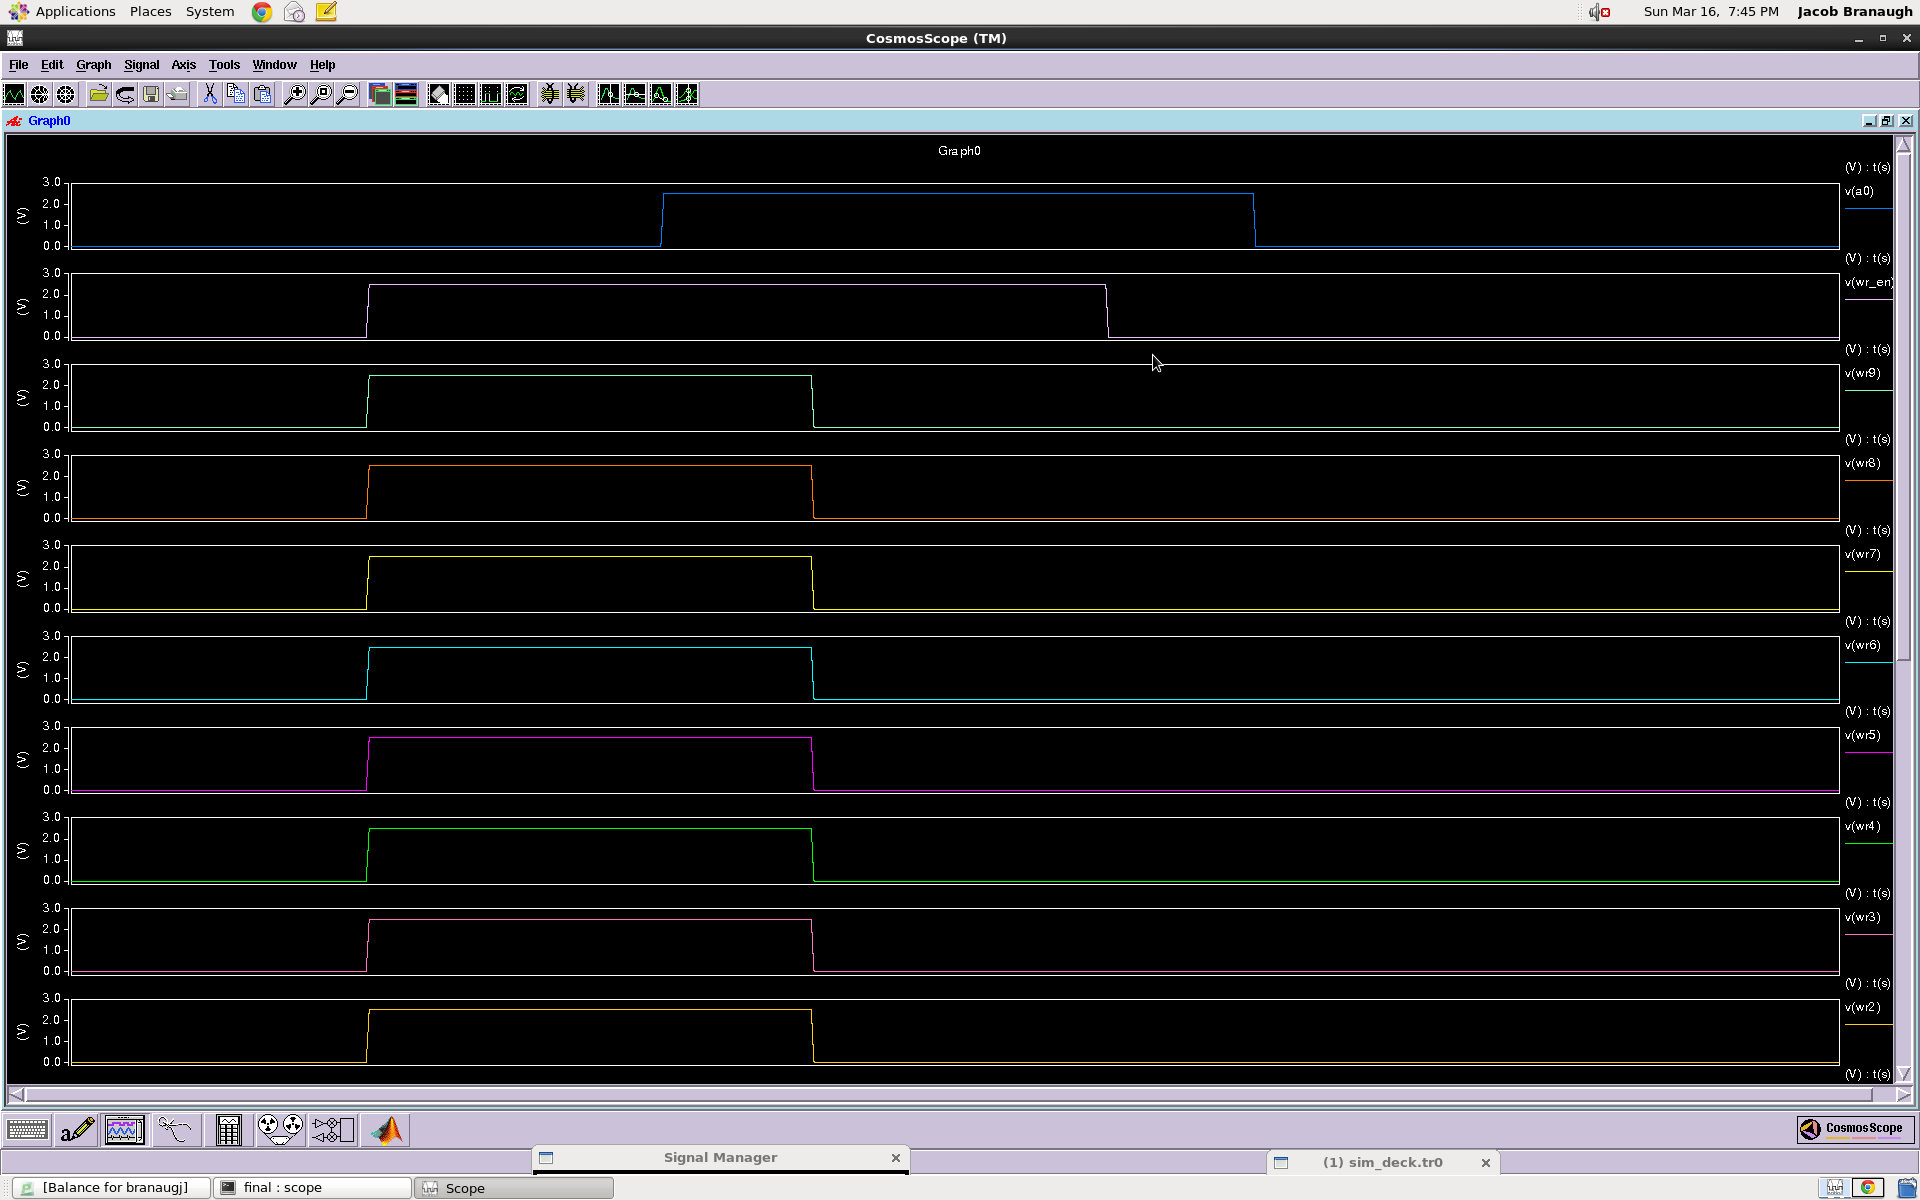 Applications Places System Sun Mar 16, 7:45 PM Jacob Branaugh
CosmosScope (TM)
File Edit Graph Signal Axis Tools Window Help
Graph0
Graph0
(V) : t(s)
3.0
2.0
1.0
0.0
(V)
v(a0)
(V) : t(s)
3.0
2.0
1.0
0.0
(V)
v(wr_en)
(V) : t(s)
3.0
2.0
1.0
0.0
(V)
v(wr9)
(V) : t(s)
3.0
2.0
1.0
0.0
(V)
v(wr8)
(V) : t(s)
3.0
2.0
1.0
0.0
(V)
v(wr7)
(V) : t(s)
3.0
2.0
1.0
0.0
(V)
v(wr6)
(V) : t(s)
3.0
2.0
1.0
0.0
(V)
v(wr5)
(V) : t(s)
3.0
2.0
1.0
0.0
(V)
v(wr4)
(V) : t(s)
3.0
2.0
1.0
0.0
(V)
v(wr3)
(V) : t(s)
3.0
2.0
1.0
0.0
(V)
v(wr2)
(V) : t(s)
a
CosmosScope
Signal Manager
(1) sim_deck.tr0
[Balance for branaugj] final : scope Scope